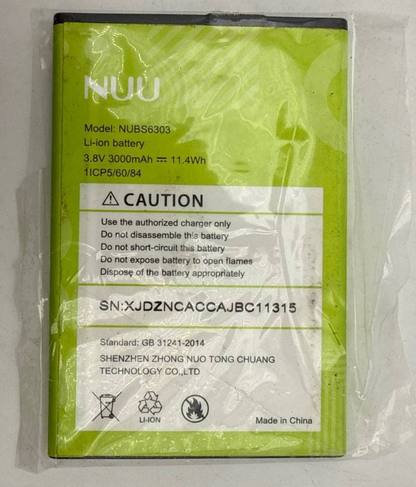 NUU
Model: NUBS6303
Li-ion battery
3.8V 3000mAh ⎓ 11.4Wh
1ICP5/60/84
⚠ CAUTION
Use the authorized charger only
Do not disassemble this battery
Do not short-circuit this battery
Do not expose battery to open flames
Dispose of the battery appropriately
SN:XJDZNCACCAJBC11315
Standard: GB 31241-2014
SHENZHEN ZHONG NUO TONG CHUANG
TECHNOLOGY CO.,LTD
LI-ION
Made in China